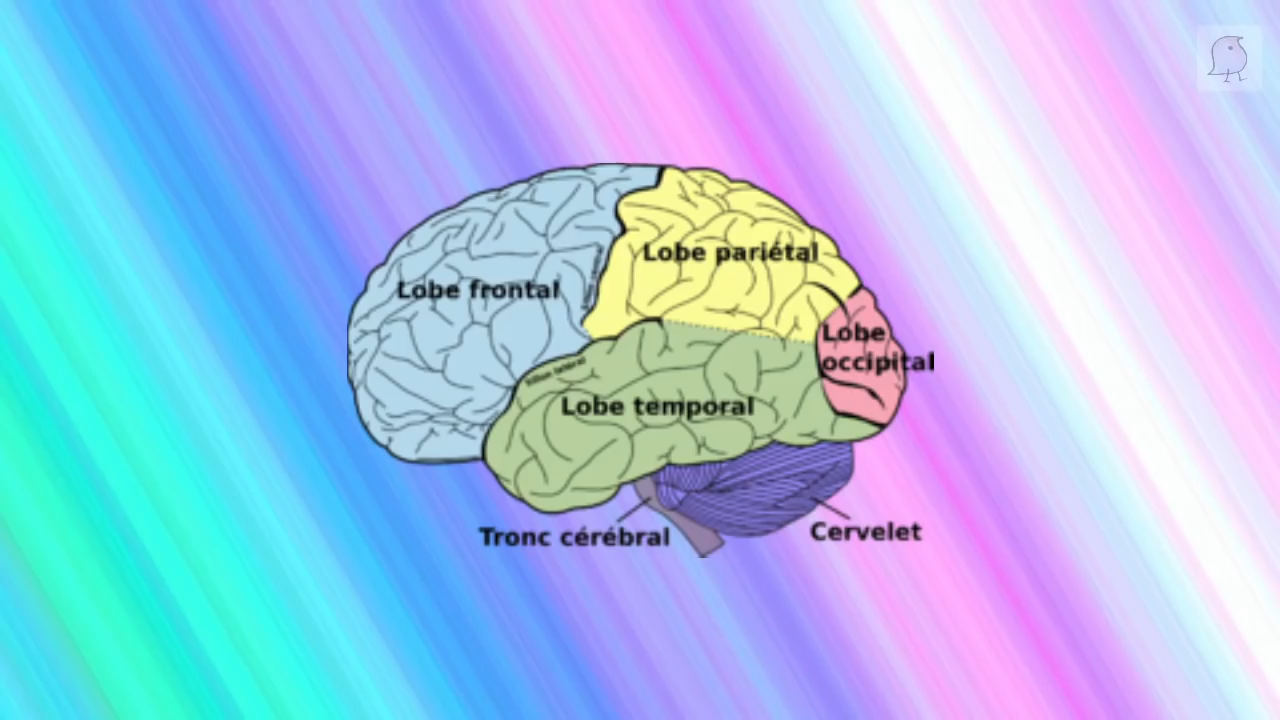 Lobe pariétal
Lobe frontal
Lobe
occipital
Lobe temporal
Tronc cérébral
Cervelet